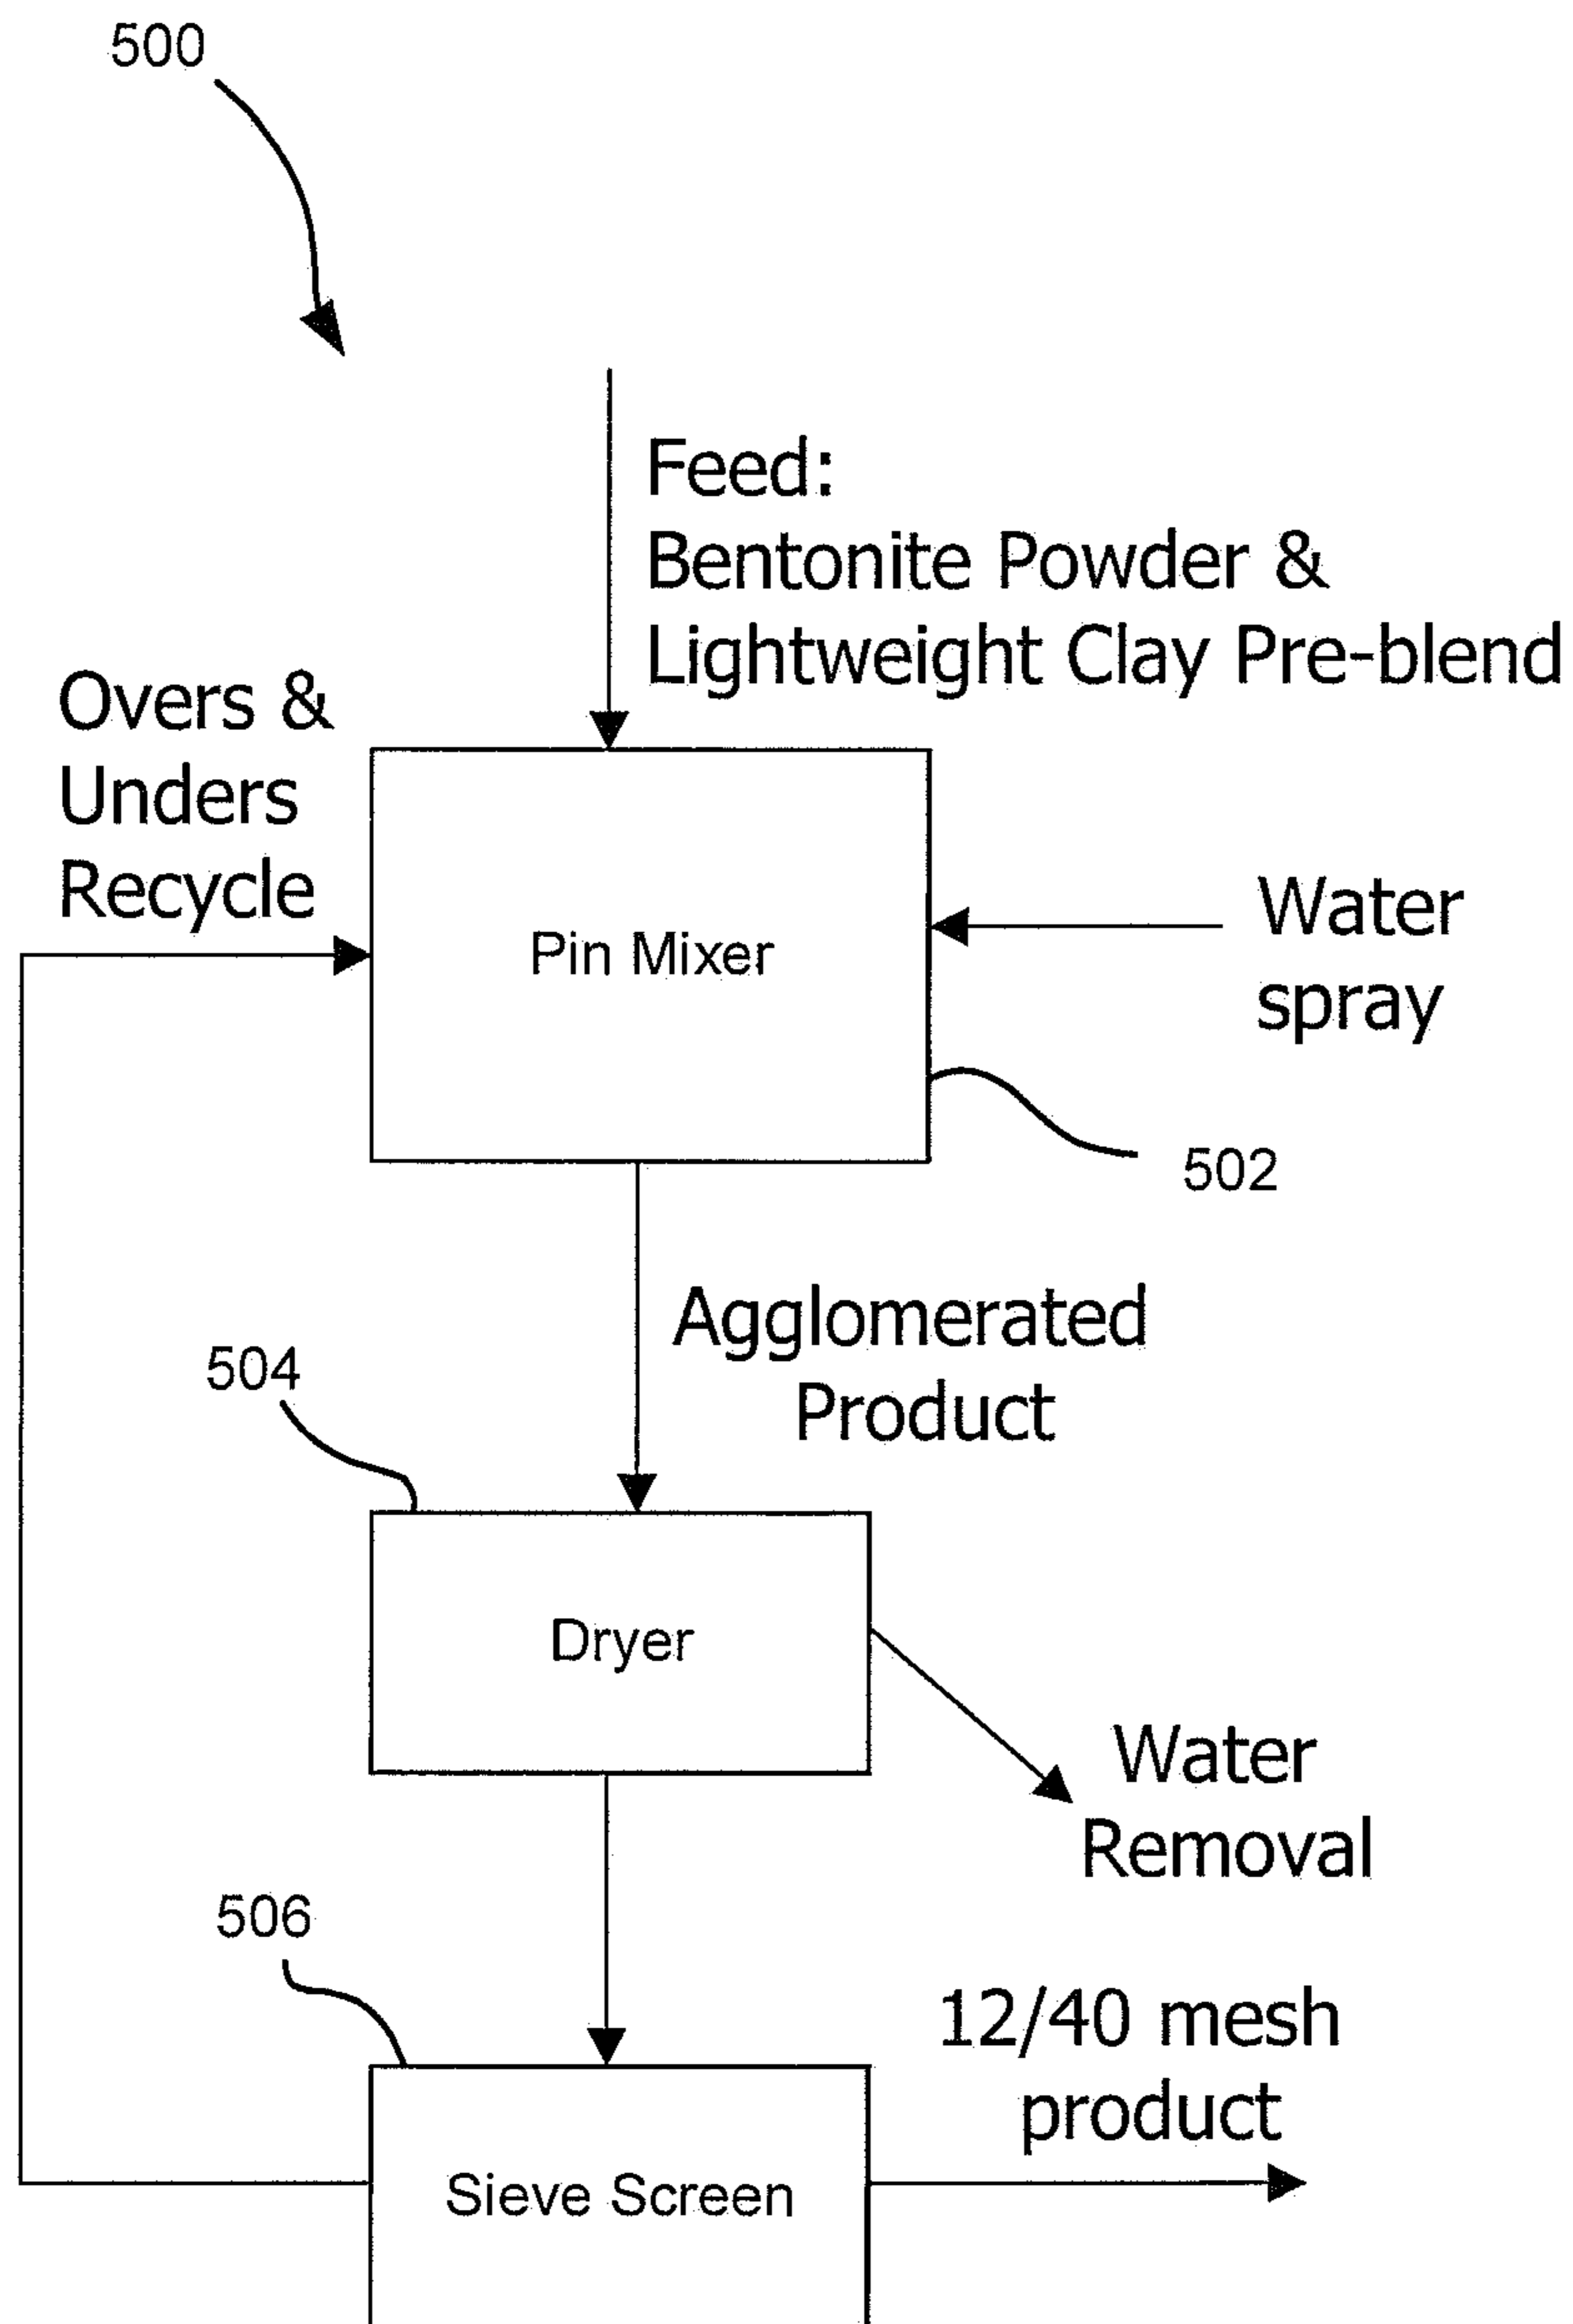 500
Feed:
Bentonite Powder &
Lightweight Clay Pre-blend
Overs &
Unders
Recycle
Pin Mixer
Water
spray
502
Agglomerated
Product
504
Dryer
Water
Removal
506
12/40 mesh
product
Sieve Screen